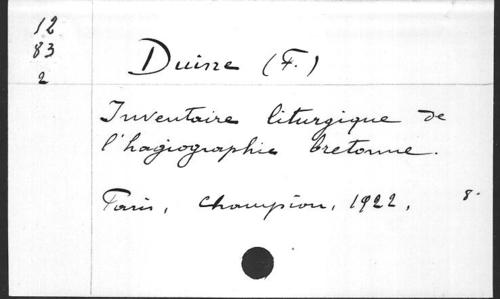 12
83
2
Duine (F.)
Inventaire liturgique de
l'hagiographie bretonne.
Paris, Champion, 1922, 8°